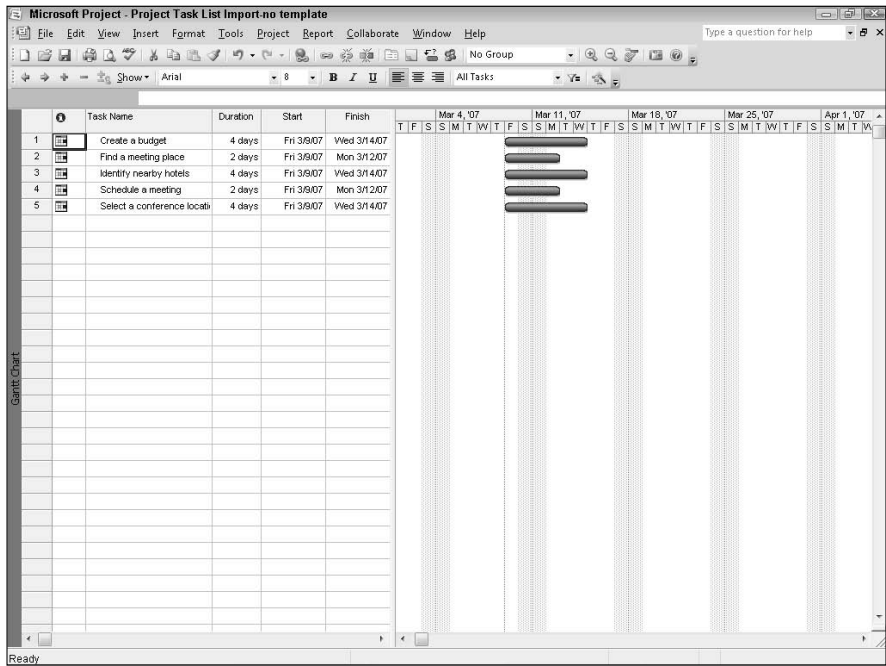 Microsoft Project - Project Task List Import-no template
File Edit View Insert Format Tools Project Report Collaborate Window Help
Type a question for help
No Group
Show Arial 8 B I U All Tasks
Task Name Duration Start Finish
Mar 4, '07 Mar 11, '07 Mar 18, '07 Mar 25, '07 Apr 1, '07
T F S S M T W T F S S M T W T F S S M T W T F S S M T W T F S S M T W
1 Create a budget 4 days Fri 3/9/07 Wed 3/14/07
2 Find a meeting place 2 days Fri 3/9/07 Mon 3/12/07
3 Identify nearby hotels 4 days Fri 3/9/07 Wed 3/14/07
4 Schedule a meeting 2 days Fri 3/9/07 Mon 3/12/07
5 Select a conference locati 4 days Fri 3/9/07 Wed 3/14/07
Gantt Chart
Ready